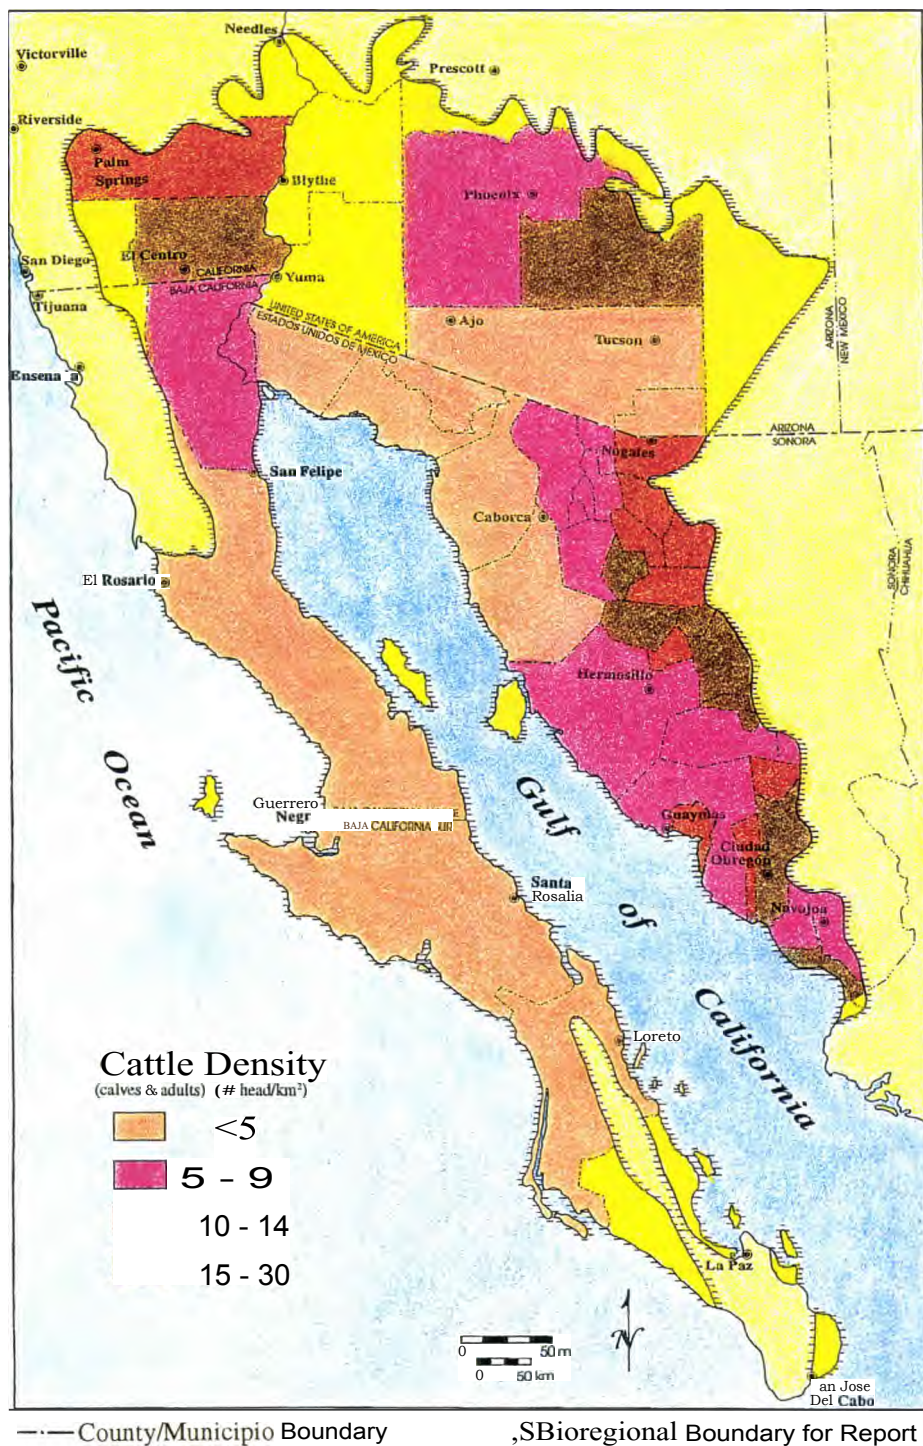 Needles
Victorville
Prescott
Riverside
Palm
Springs
Blythe
Phoenix
San Diego
El Centro
CALIFORNIA
BAJA CALIFORNIA
Yuma
Tijuana
UNITED STATES OF AMERICA
ESTADOS UNIDOS DE MEXICO
Ajo
Tucson
ARIZONA
NEW MEXICO
Ensena a
ARIZONA
SONORA
Nogales
San Felipe
Caborca
El Rosario
SONORA
CHIHUAHUA
Pacific
Ocean
Hermosillo
Gulf
of
California
Guerrero
Negr
BAJA CALIFORNIA SUR
Guaymas
Ciudad
Obregón
Santa
Rosalia
Navojoa
Loreto
Cattle Density
(calves & adults) (# head/km²)
<5
5 - 9
10 - 14
15 - 30
La Paz
N
0 50 m
0 50 km
an Jose
Del Cabo
County/Municipio Boundary ,SBioregional Boundary for Report